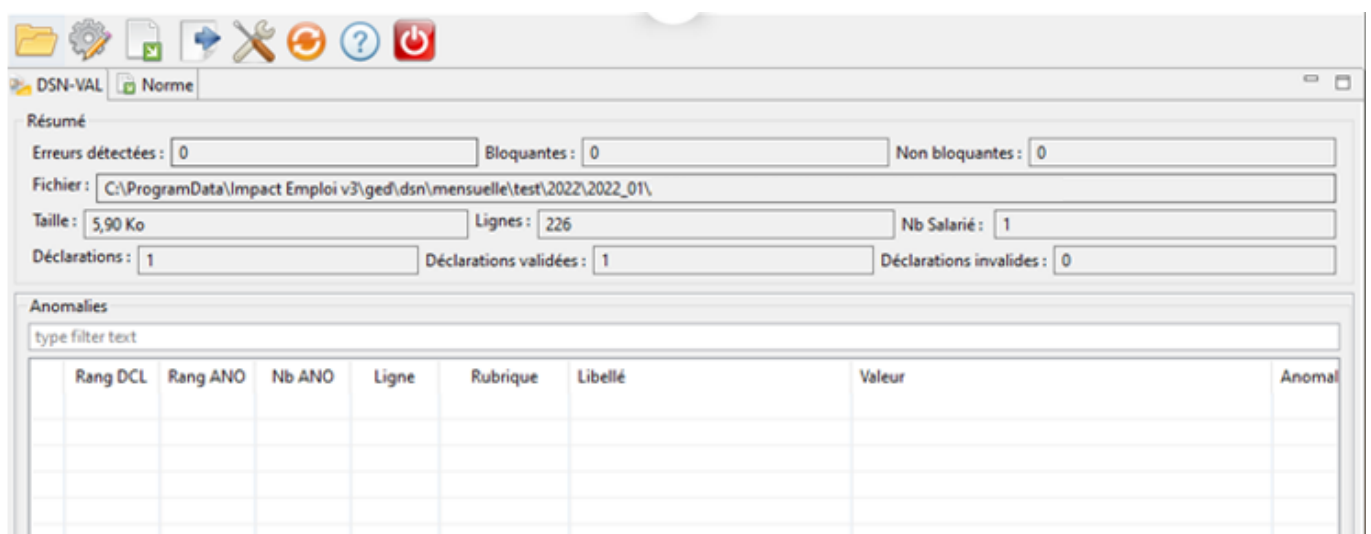 DSN-VAL Norme
Résumé
Erreurs détectées : 0 Bloquantes : 0 Non bloquantes : 0
Fichier : C:\ProgramData\Impact Emploi v3\ged\dsn\mensuelle\test\2022\2022_01\
Taille : 5,90 Ko Lignes : 226 Nb Salarié : 1
Déclarations : 1 Déclarations validées : 1 Déclarations invalides : 0
Anomalies
type filter text
Rang DCL Rang ANO Nb ANO Ligne Rubrique Libellé Valeur Anomal